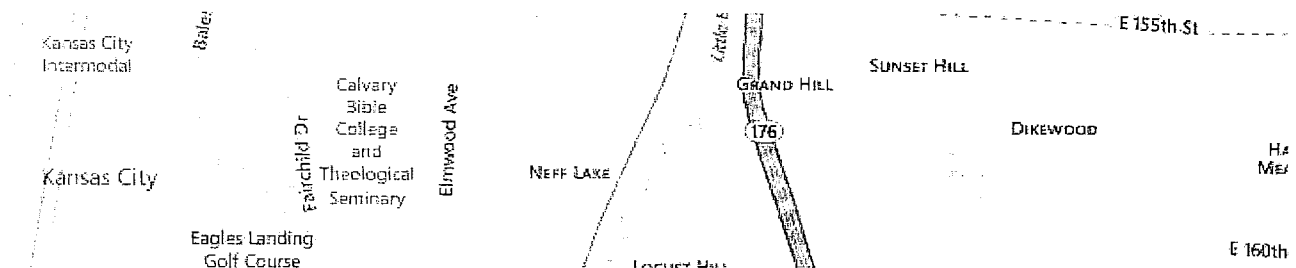 Kansas City
Intermodal
Calvary
Bible
College
and
Theological
Seminary
Fairchild Dr
Elmwood Ave
Kansas City
Eagles Landing
Golf Course
NEFF LAKE
GRAND HILL
176
SUNSET HILL
E 155th St
DIKEWOOD
E 160th